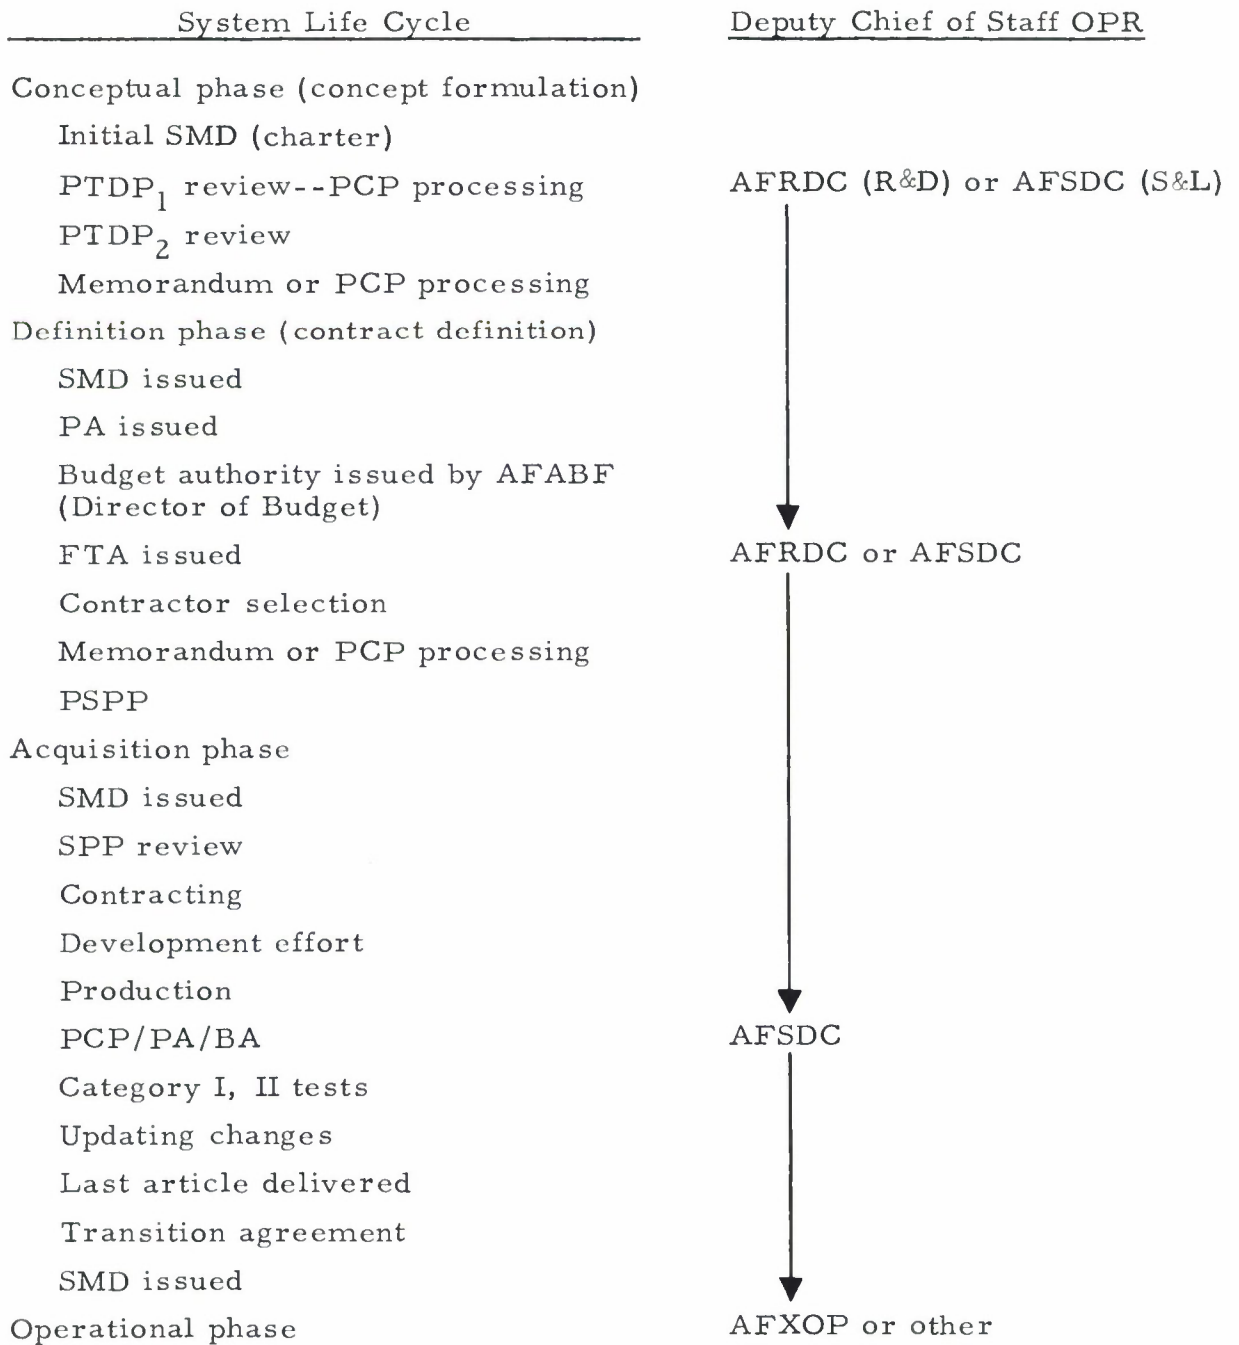 System Life Cycle    Deputy Chief of Staff OPR
Conceptual phase (concept formulation)
Initial SMD (charter)
PTDP1 review--PCP processing    AFRDC (R&D) or AFSDC (S&L)
PTDP2 review
Memorandum or PCP processing
Definition phase (contract definition)
SMD issued
PA issued
Budget authority issued by AFABF
(Director of Budget)
FTA issued    AFRDC or AFSDC
Contractor selection
Memorandum or PCP processing
PSPP
Acquisition phase
SMD issued
SPP review
Contracting
Development effort
Production
PCP/PA/BA    AFSDC
Category I, II tests
Updating changes
Last article delivered
Transition agreement
SMD issued
Operational phase    AFXOP or other